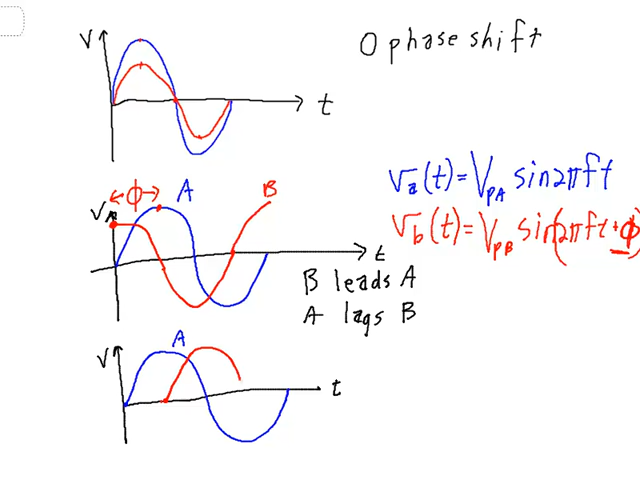 V
0 phase shift
t
va(t)=VpA sin2πft
ϕ A B
V
vb(t)=VpB sin(2πft+ϕ)
t
B leads A
A lags B
A
V
t